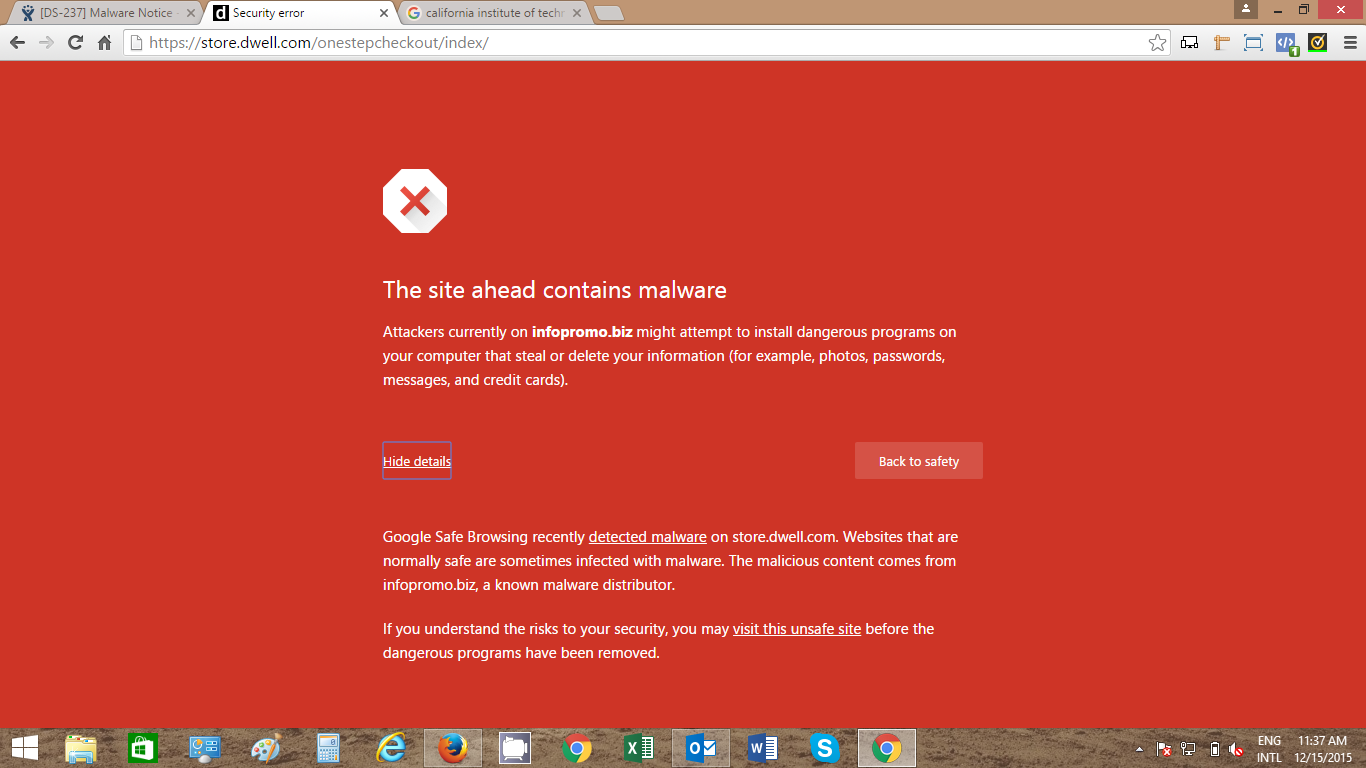 [DS-237] Malware Notice
Security error
california institute of techn
https://store.dwell.com/onestepcheckout/index/
The site ahead contains malware
Attackers currently on infopromo.biz might attempt to install dangerous programs on
your computer that steal or delete your information (for example, photos, passwords,
messages, and credit cards).
Hide details
Back to safety
Google Safe Browsing recently detected malware on store.dwell.com. Websites that are
normally safe are sometimes infected with malware. The malicious content comes from
infopromo.biz, a known malware distributor.
If you understand the risks to your security, you may visit this unsafe site before the
dangerous programs have been removed.
ENG 11:37 AM
INTL 12/15/2015